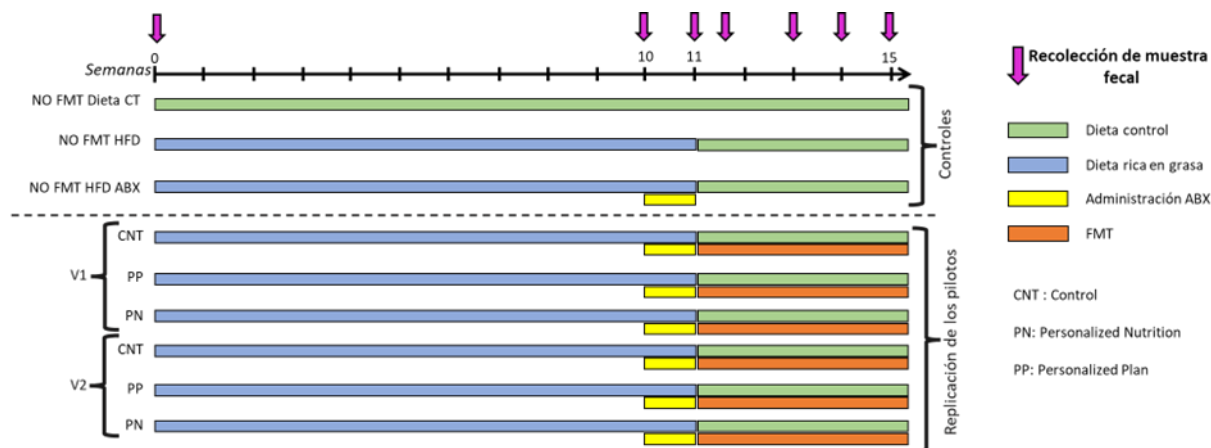 0
10
11
15
Semanas
NO FMT Dieta CT
NO FMT HFD
NO FMT HFD ABX
Controles
V1
CNT
PP
PN
V2
CNT
PP
PN
Replicación de los pilotos
Recolección de muestra
fecal
Dieta control
Dieta rica en grasa
Administración ABX
FMT
CNT : Control
PN: Personalized Nutrition
PP: Personalized Plan